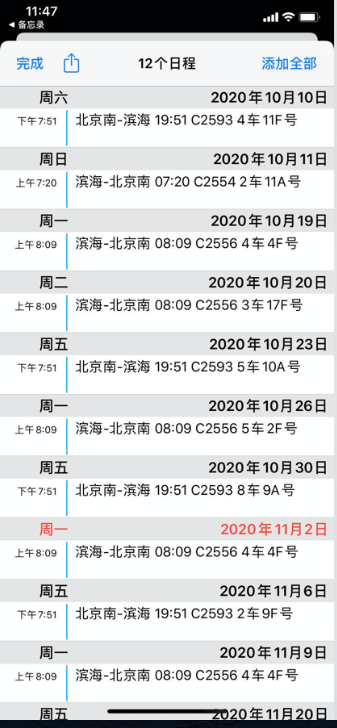 11:47
◀ 备忘录
完成 12个日程 添加全部
周六 2020年10月10日
下午7:51 北京南-滨海 19:51 C2593 4车11F号
周日 2020年10月11日
上午7:20 滨海-北京南 07:20 C2554 2车11A号
周一 2020年10月19日
上午8:09 滨海-北京南 08:09 C2556 4车4F号
周二 2020年10月20日
上午8:09 滨海-北京南 08:09 C2556 3车17F号
周五 2020年10月23日
下午7:51 北京南-滨海 19:51 C2593 5车10A号
周一 2020年10月26日
上午8:09 滨海-北京南 08:09 C2556 5车2F号
周五 2020年10月30日
下午7:51 北京南-滨海 19:51 C2593 8车9A号
周一 2020年11月2日
上午8:09 滨海-北京南 08:09 C2556 4车4F号
周五 2020年11月6日
下午7:51 北京南-滨海 19:51 C2593 2车9F号
周一 2020年11月9日
上午8:09 滨海-北京南 08:09 C2556 4车4F号
周五 2020年11月20日